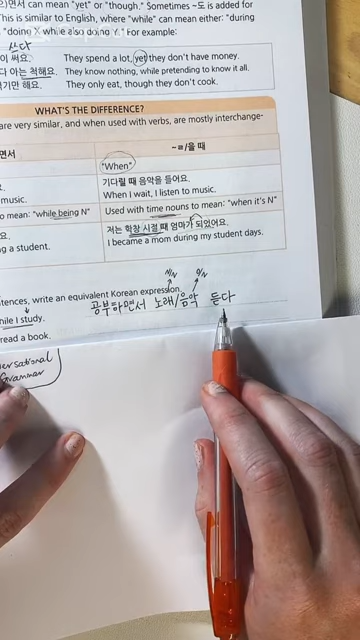 )면서 can mean "yet" or "though." Sometimes ~도 is added for
This is similar to English, where "while" can mean either: "during
"doing X while also doing Y." For example:
쓰다
이 써요. They spend a lot, yet they don't have money.
다 아는 척해요. They know nothing, while pretending to know it all.
먹기만 해요. They only eat, though they don't cook.
WHAT'S THE DIFFERENCE?
are very similar, and when used with verbs, are mostly interchange-
면서 ~ㄹ/을 때
"When"
기다릴 때 음악을 들어요.
music. When I wait, I listen to music.
to mean: "while being N" Used with time nouns to mean: "when it's N"
요. 저는 학창 시절 때 엄마가 되었어요.
ng a student. I became a mom during my student days.
tences, write an equivalent Korean expression.
공부하면서 노래/음악 듣다
hile I study.
read a book.
ersational
Grammar